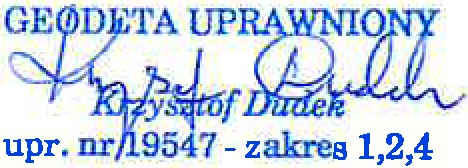 GEODETA UPRAWNIONY
Krzysztof Dudek
upr. nr 19547 - zakres 1,2,4